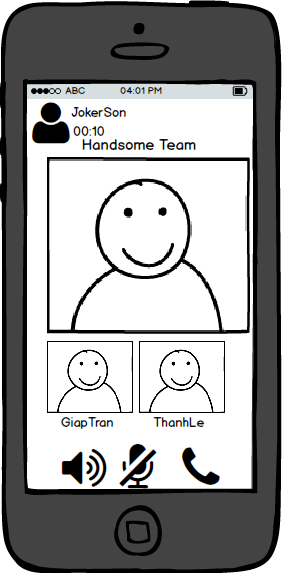 ABC 04:01 PM
JokerSon
00:10
Handsome Team
GiapTran ThanhLe